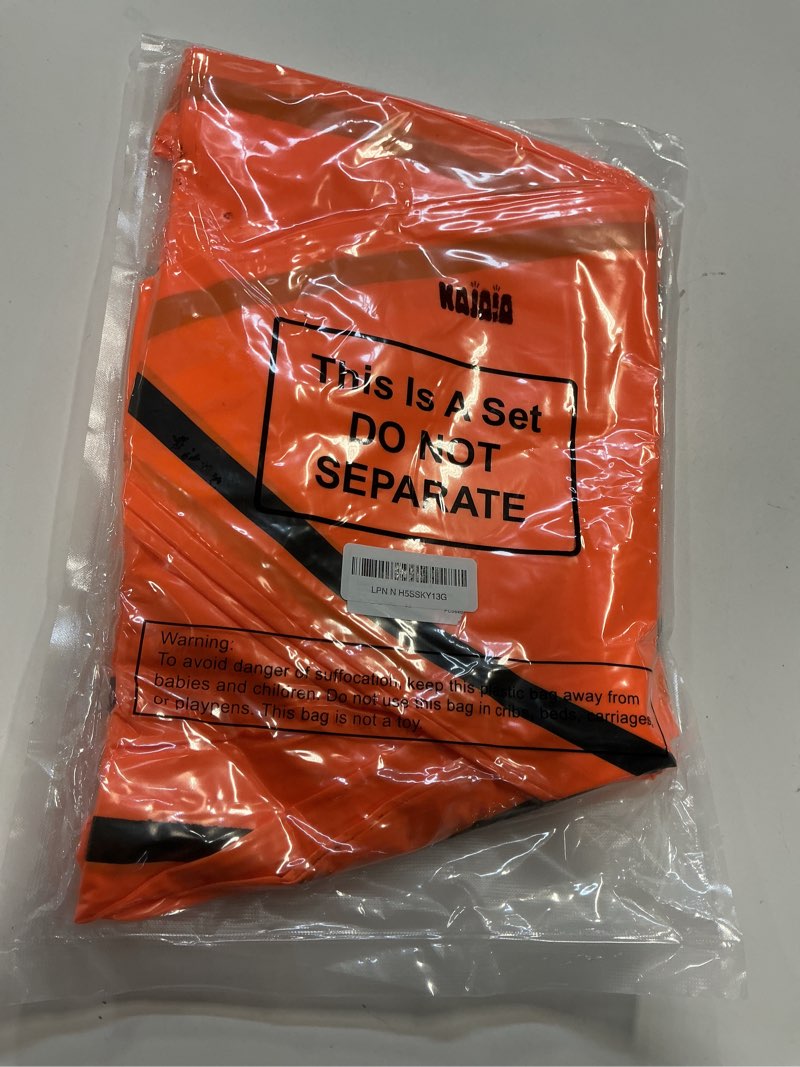 This Is A Set
DO NOT
SEPARATE
LPN N H5SSKY13G
Warning:
To avoid danger of suffocation, keep this plastic bag away from
babies and children. Do not use this bag in cribs, beds, carriages,
or playpens. This bag is not a toy.